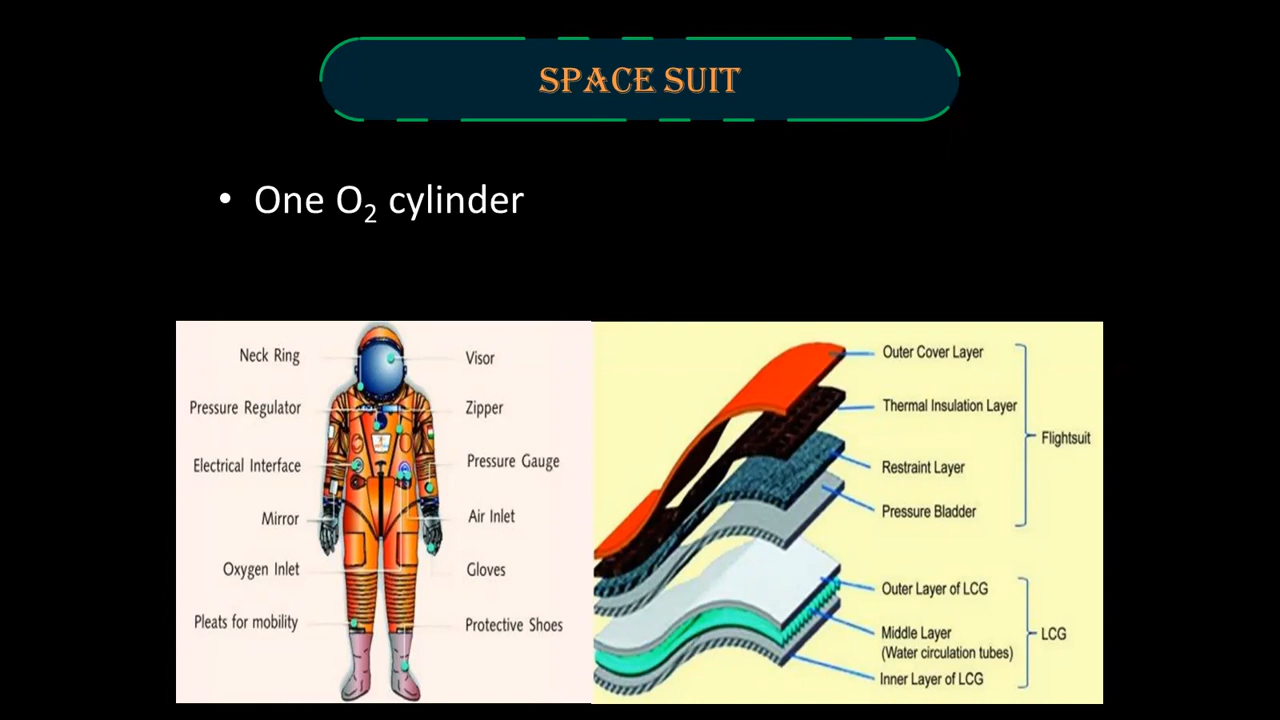 SPACE SUIT
• One O₂ cylinder
Neck Ring
Pressure Regulator
Electrical Interface
Mirror
Oxygen Inlet
Pleats for mobility
Visor
Zipper
Pressure Gauge
Air Inlet
Gloves
Protective Shoes
Outer Cover Layer
Thermal Insulation Layer
Restraint Layer
Pressure Bladder
Flightsuit
Outer Layer of LCG
Middle Layer
(Water circulation tubes)
Inner Layer of LCG
LCG